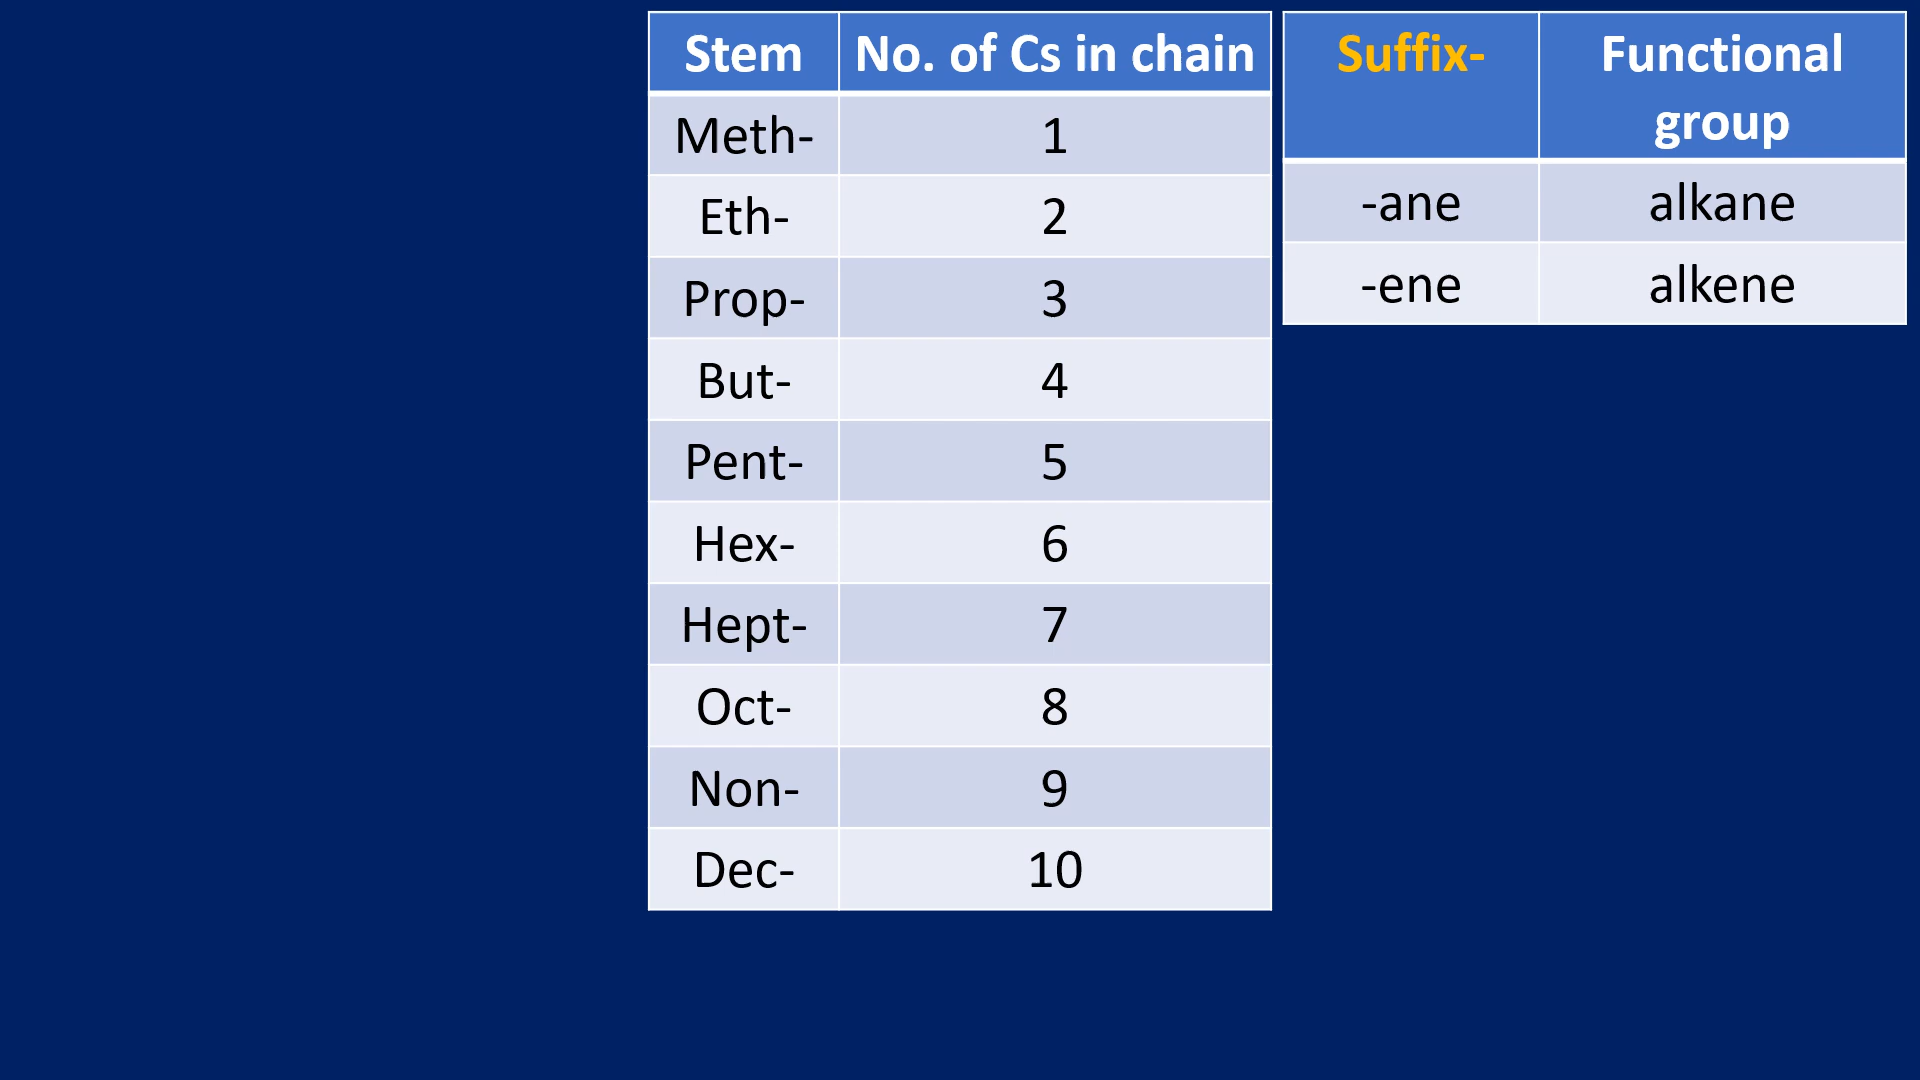 Stem No. of Cs in chain
Meth- 1
Eth- 2
Prop- 3
But- 4
Pent- 5
Hex- 6
Hept- 7
Oct- 8
Non- 9
Dec- 10
Suffix- Functional
group
-ane alkane
-ene alkene